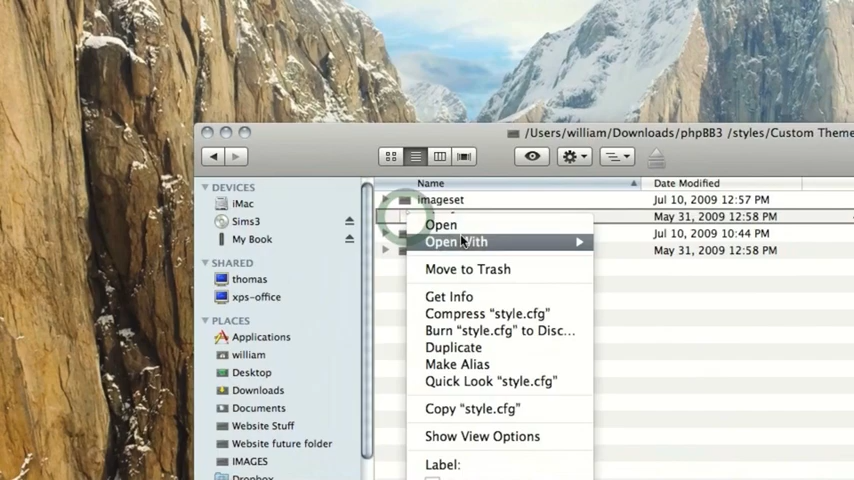 /Users/william/Downloads/phpBB3 /styles/Custom Theme
Name
Date Modified
DEVICES
iMac
Sims3
My Book
SHARED
thomas
xps-office
PLACES
Applications
william
Desktop
Downloads
Documents
Website Stuff
Website future folder
IMAGES
Dropbox
imageset
Jul 10, 2009 12:57 PM
May 31, 2009 12:58 PM
Jul 10, 2009 10:44 PM
May 31, 2009 12:58 PM
Open
Open With
Move to Trash
Get Info
Compress “style.cfg”
Burn “style.cfg” to Disc...
Duplicate
Make Alias
Quick Look “style.cfg”
Copy “style.cfg”
Show View Options
Label: